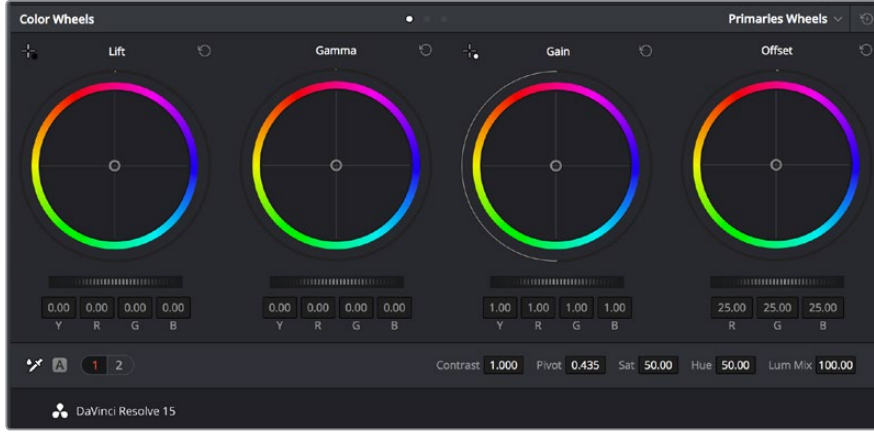 Color Wheels Primaries Wheels
Lift Gamma Gain Offset
0.00 0.00 0.00 0.00 0.00 0.00 0.00 0.00 1.00 1.00 1.00 1.00 25.00 25.00 25.00
Y R G B Y R G B Y R G B R G B
A 1 2 Contrast 1.000 Pivot 0.435 Sat 50.00 Hue 50.00 Lum Mix 100.00
DaVinci Resolve 15